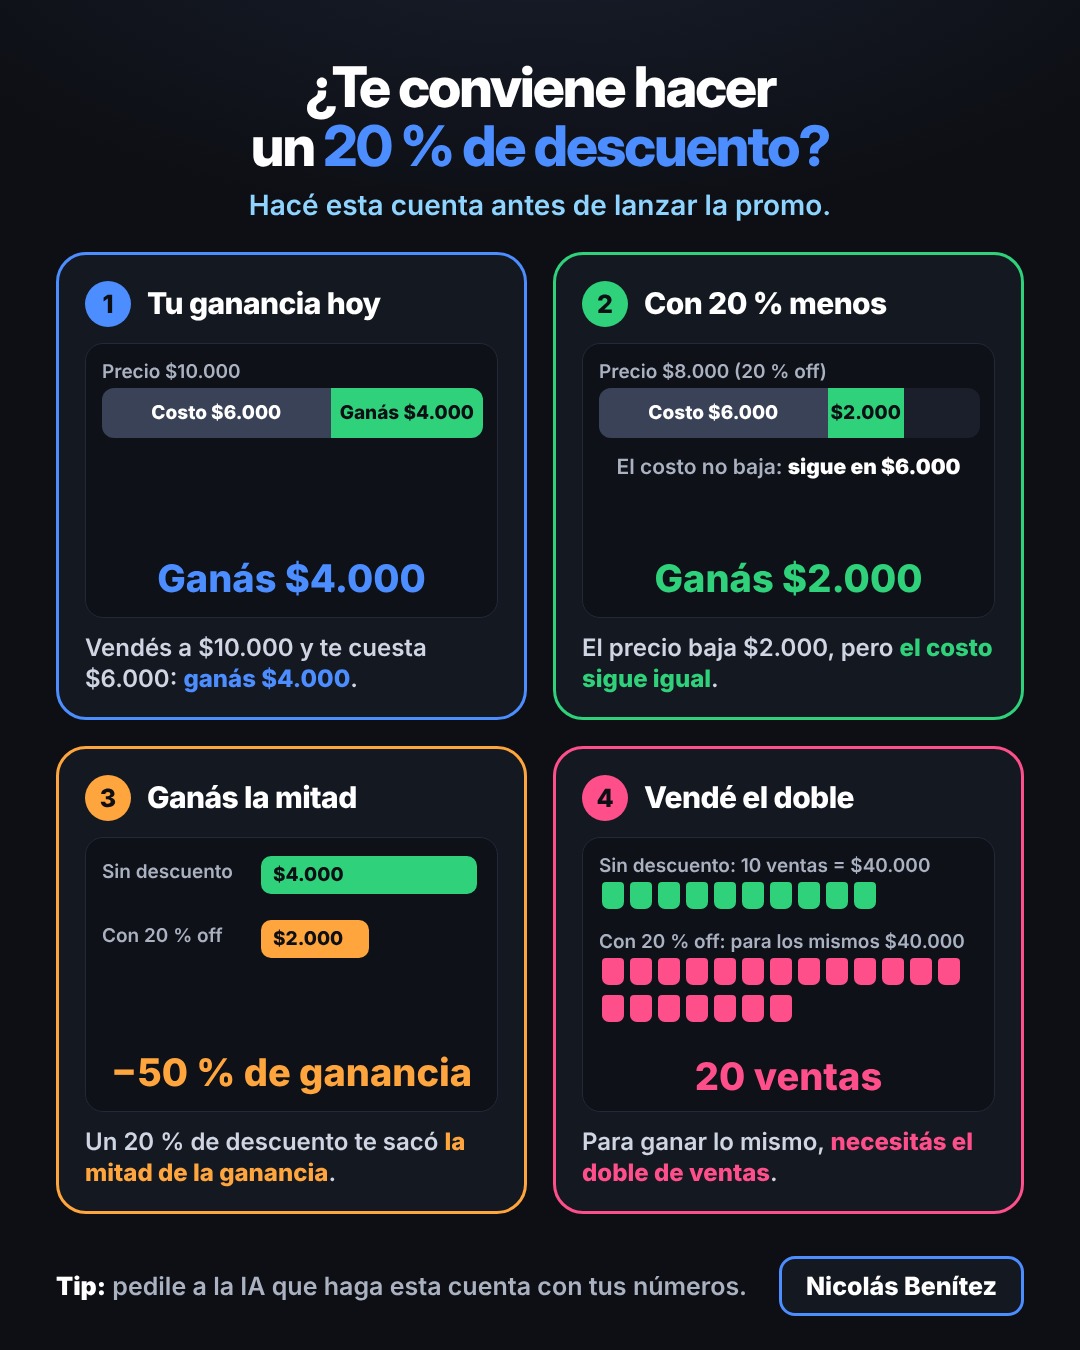 ¿Te conviene hacer
un 20 % de descuento?
Hacé esta cuenta antes de lanzar la promo.
1 Tu ganancia hoy
Precio $10.000
Costo $6.000 Ganás $4.000
Ganás $4.000
Vendés a $10.000 y te cuesta
$6.000: ganás $4.000.
2 Con 20 % menos
Precio $8.000 (20 % off)
Costo $6.000 $2.000
El costo no baja: sigue en $6.000
Ganás $2.000
El precio baja $2.000, pero el costo
sigue igual.
3 Ganás la mitad
Sin descuento $4.000
Con 20 % off $2.000
−50 % de ganancia
Un 20 % de descuento te sacó la
mitad de la ganancia.
4 Vendé el doble
Sin descuento: 10 ventas = $40.000
Con 20 % off: para los mismos $40.000
20 ventas
Para ganar lo mismo, necesitás el
doble de ventas.
Tip: pedile a la IA que haga esta cuenta con tus números.
Nicolás Benítez